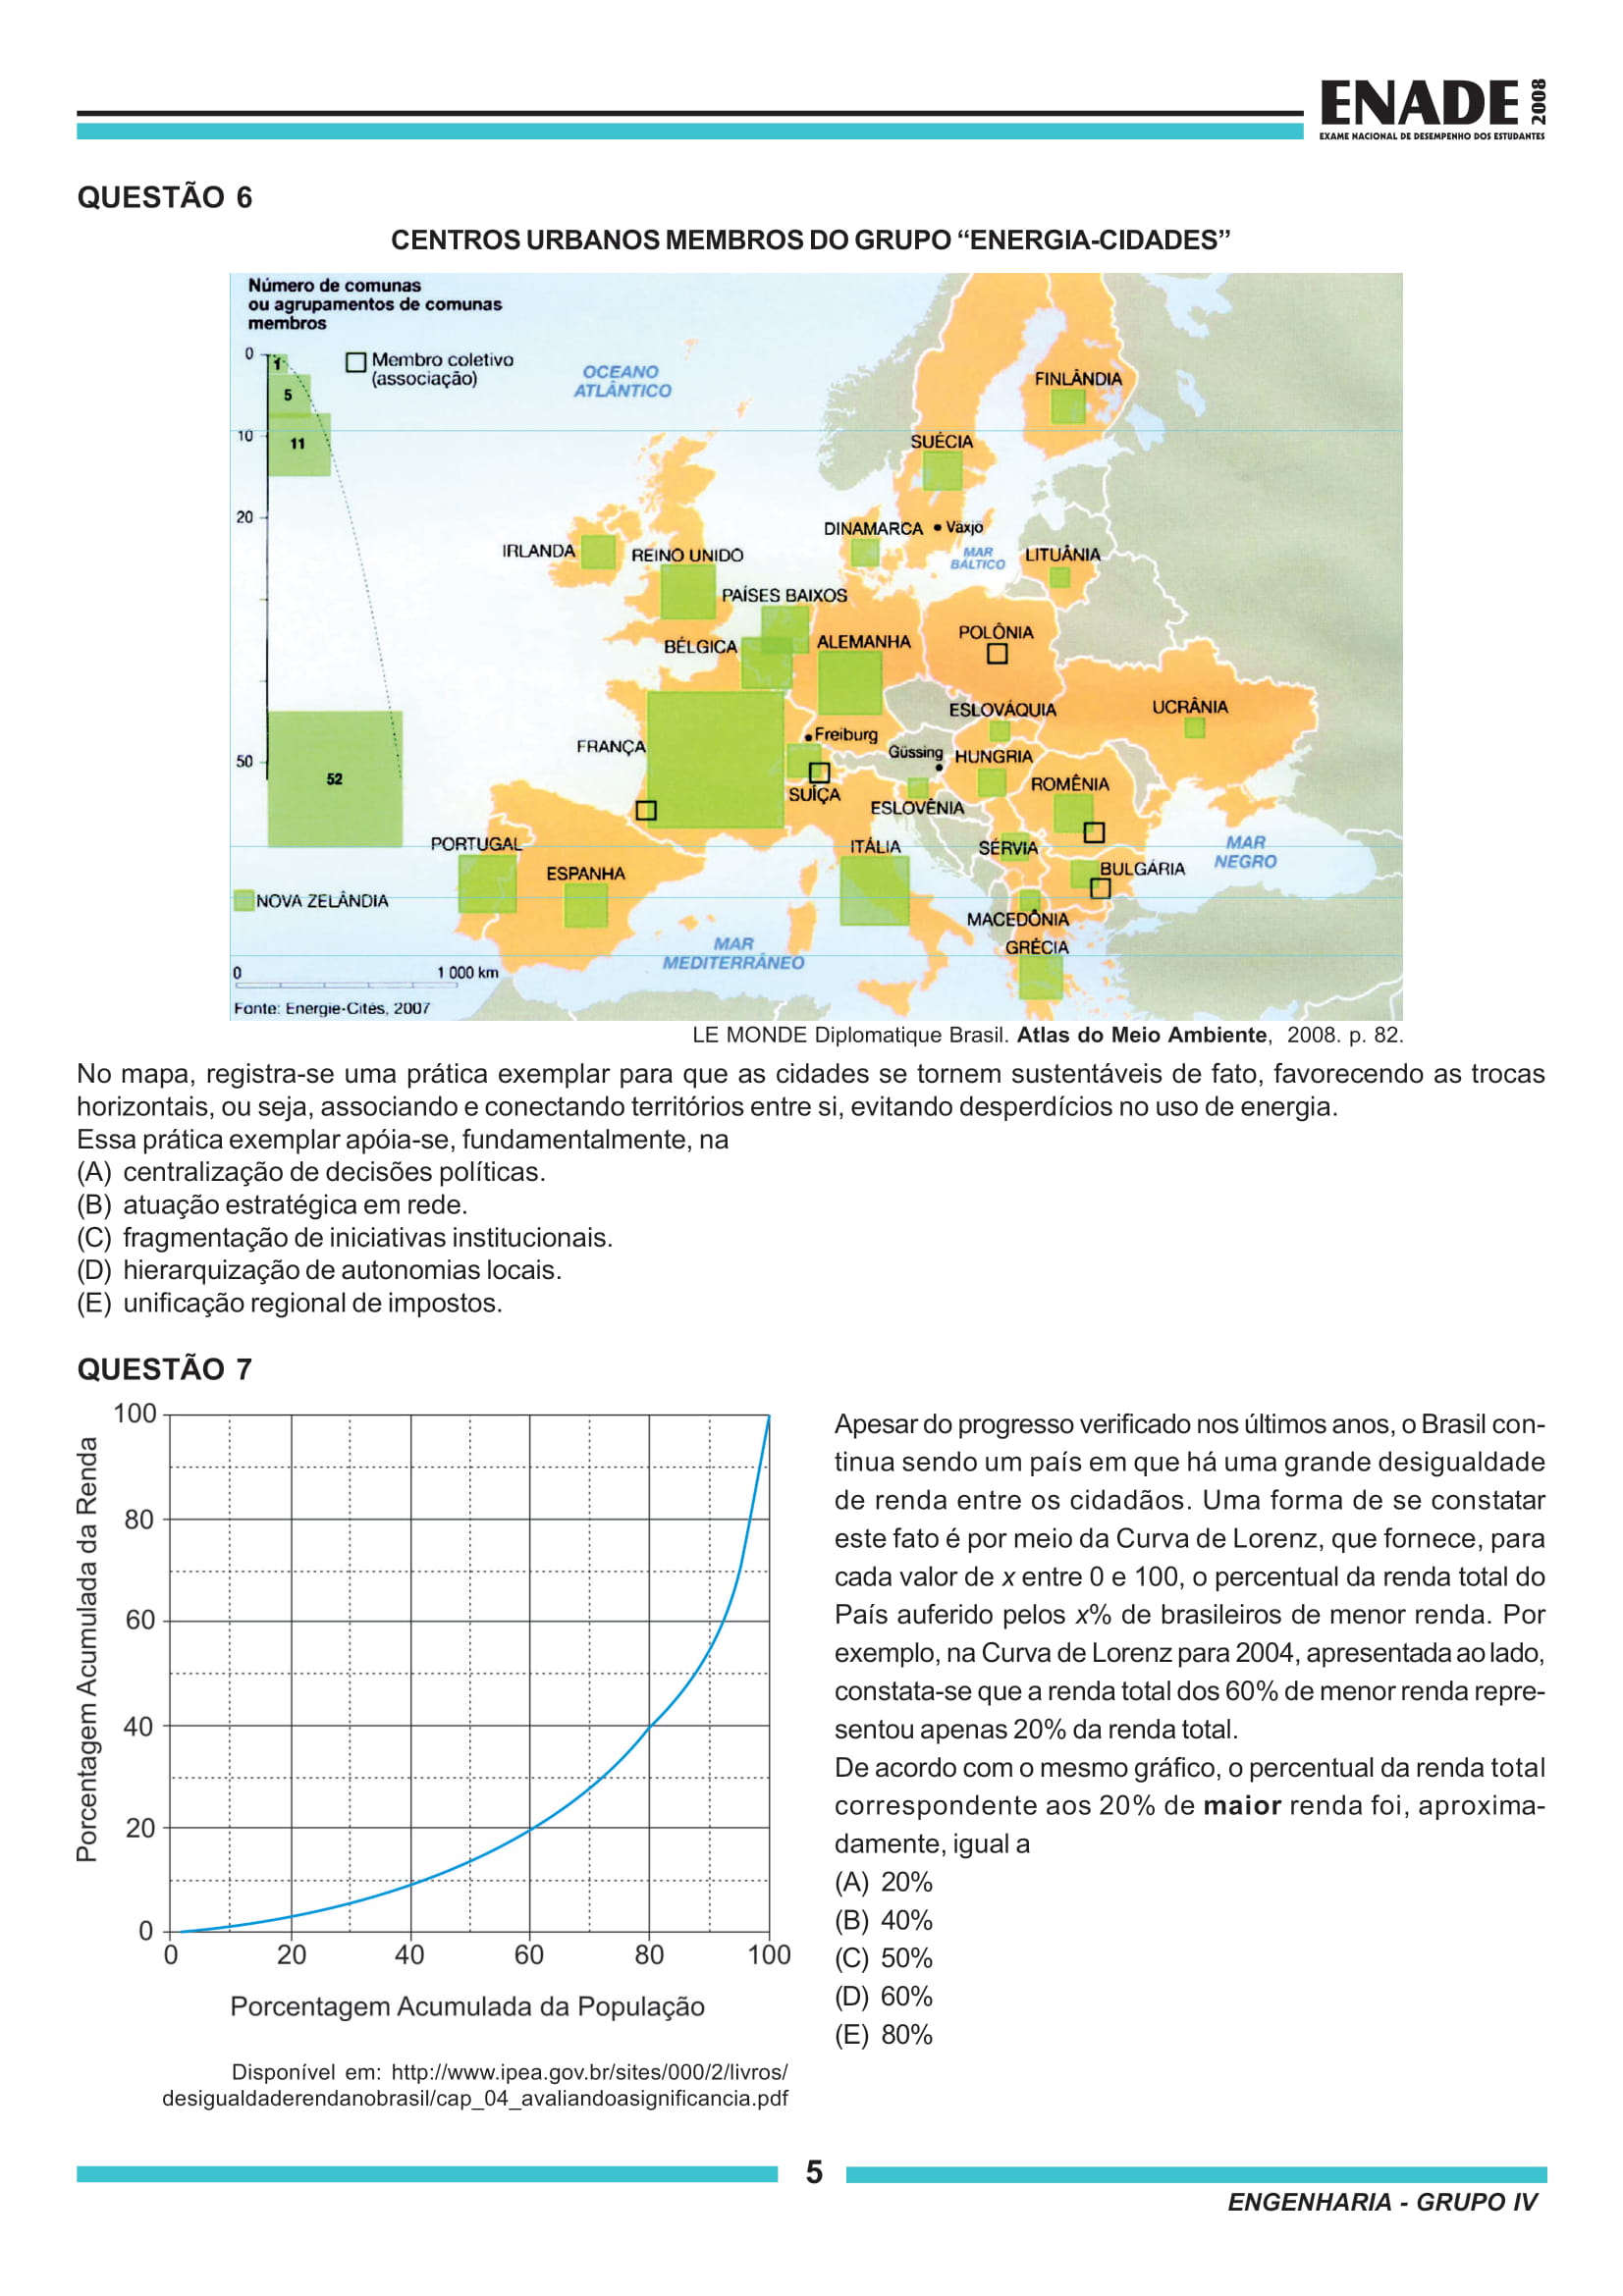 ENADE 2008
EXAME NACIONAL DE DESEMPENHO DOS ESTUDANTES
QUESTÃO 6
CENTROS URBANOS MEMBROS DO GRUPO “ENERGIA-CIDADES”
Número de comunas
ou agrupamentos de comunas
membros
0
1
5
10
11
20
50
52
Membro coletivo
(associação)
OCEANO
ATLÂNTICO
FINLÂNDIA
SUÉCIA
DINAMARCA
Växjö
MAR
BÁLTICO
LITUÂNIA
IRLANDA
REINO UNIDO
PAÍSES BAIXOS
BÉLGICA
ALEMANHA
POLÔNIA
ESLOVÁQUIA
UCRÂNIA
FRANÇA
Freiburg
Güssing
HUNGRIA
SUÍÇA
ESLOVÊNIA
ROMÊNIA
PORTUGAL
ESPANHA
ITÁLIA
SÉRVIA
MAR
NEGRO
BULGÁRIA
NOVA ZELÂNDIA
MACEDÔNIA
GRÉCIA
MAR
MEDITERRÂNEO
0
1 000 km
Fonte: Energie-Cités, 2007
LE MONDE Diplomatique Brasil. Atlas do Meio Ambiente, 2008. p. 82.
No mapa, registra-se uma prática exemplar para que as cidades se tornem sustentáveis de fato, favorecendo as trocas
horizontais, ou seja, associando e conectando territórios entre si, evitando desperdícios no uso de energia.
Essa prática exemplar apóia-se, fundamentalmente, na
(A) centralização de decisões políticas.
(B) atuação estratégica em rede.
(C) fragmentação de iniciativas institucionais.
(D) hierarquização de autonomias locais.
(E) unificação regional de impostos.
QUESTÃO 7
Porcentagem Acumulada da Renda
100
80
60
40
20
0
0
20
40
60
80
100
Porcentagem Acumulada da População
Disponível em: http://www.ipea.gov.br/sites/000/2/livros/
desigualdaderendanobrasil/cap_04_avaliandoasignificancia.pdf
Apesar do progresso verificado nos últimos anos, o Brasil con-
tinua sendo um país em que há uma grande desigualdade
de renda entre os cidadãos. Uma forma de se constatar
este fato é por meio da Curva de Lorenz, que fornece, para
cada valor de x entre 0 e 100, o percentual da renda total do
País auferido pelos x% de brasileiros de menor renda. Por
exemplo, na Curva de Lorenz para 2004, apresentada ao lado,
constata-se que a renda total dos 60% de menor renda repre-
sentou apenas 20% da renda total.
De acordo com o mesmo gráfico, o percentual da renda total
correspondente aos 20% de maior renda foi, aproxima-
damente, igual a
(A) 20%
(B) 40%
(C) 50%
(D) 60%
(E) 80%
5
ENGENHARIA - GRUPO IV